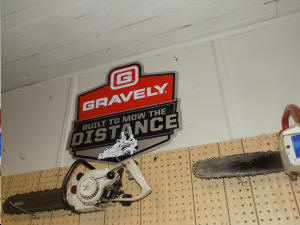 G
GRAVELY
BUILT TO MOW THE
DISTANCE